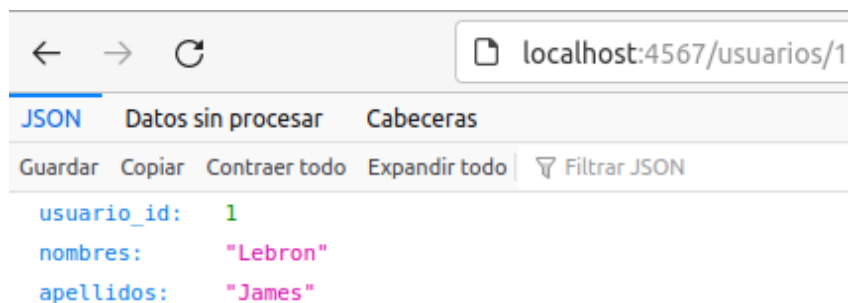 localhost:4567/usuarios/1
JSON Datos sin procesar Cabeceras
Guardar Copiar Contraer todo Expandir todo Filtrar JSON
usuario_id: 1
nombres: "Lebron"
apellidos: "James"